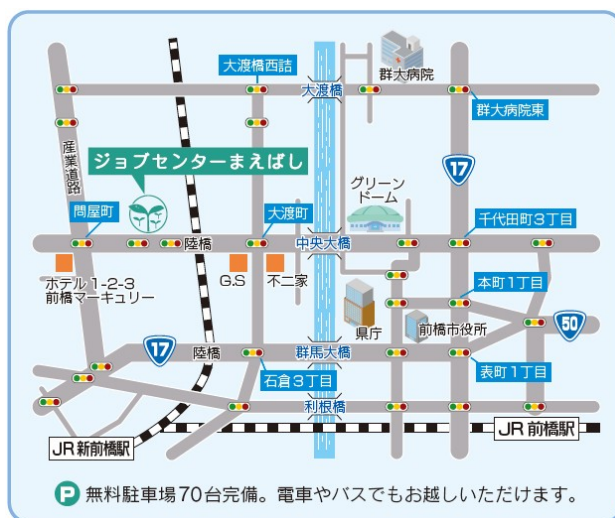 大渡橋西詰
群大病院
大渡橋
群大病院東
産業道路
ジョブセンターまえばし
17
グリーン
ドーム
問屋町
大渡町
千代田町3丁目
陸橋
中央大橋
ホテル1-2-3
前橋マーキュリー
G.S
不二家
本町1丁目
県庁
前橋市役所
50
17
陸橋
群馬大橋
石倉3丁目
表町1丁目
利根橋
JR新前橋駅
JR前橋駅
P 無料駐車場70台完備。電車やバスでもお越しいただけます。